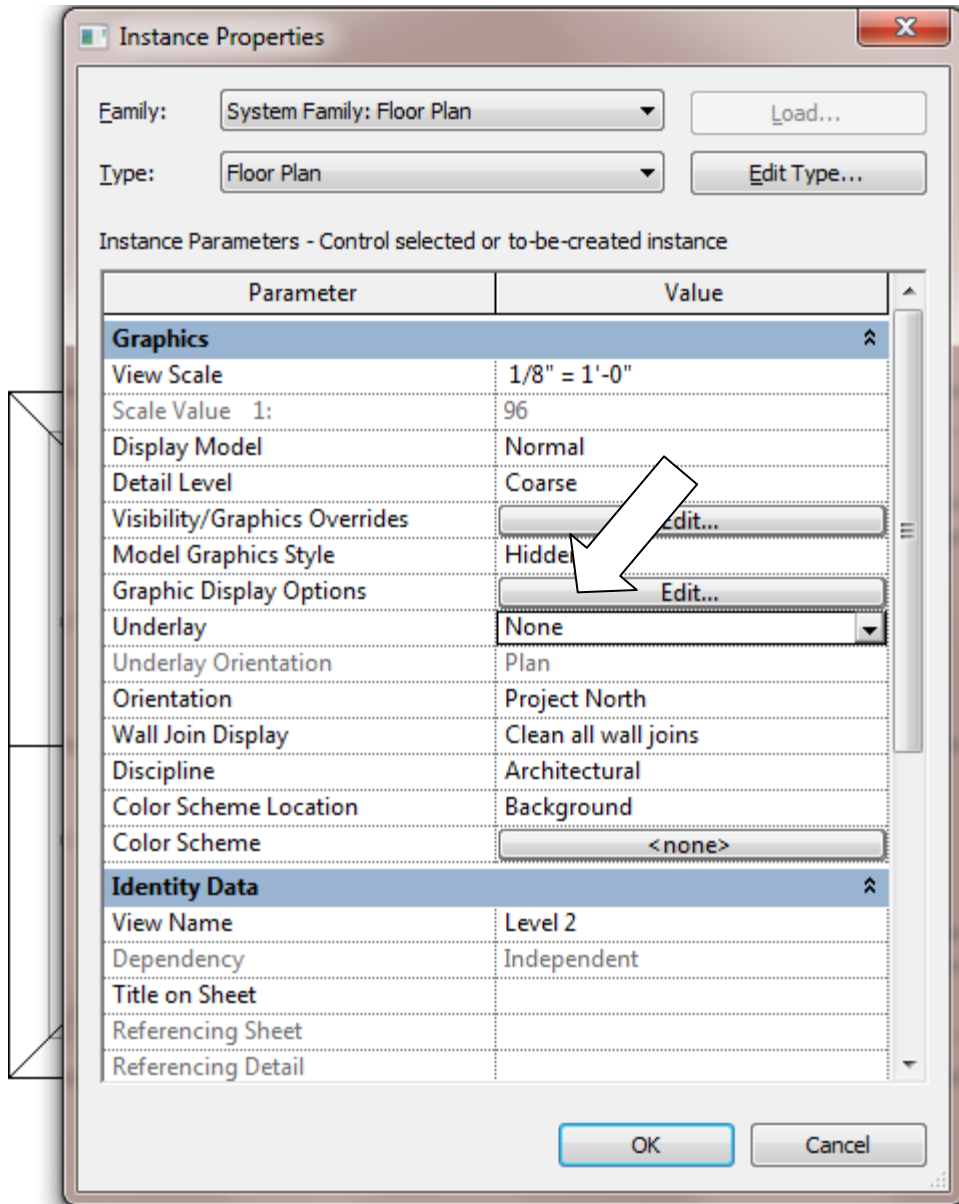 Instance Properties
Family: System Family: Floor Plan Load...
Type: Floor Plan Edit Type...
Instance Parameters - Control selected or to-be-created instance
Parameter Value
Graphics
View Scale 1/8" = 1'-0"
Scale Value 1: 96
Display Model Normal
Detail Level Coarse
Visibility/Graphics Overrides Edit...
Model Graphics Style
Graphic Display Options Edit...
Underlay None
Underlay Orientation Plan
Orientation Project North
Wall Join Display Clean all wall joins
Discipline Architectural
Color Scheme Location Background
Color Scheme <none>
Identity Data
View Name Level 2
Dependency Independent
Title on Sheet
Referencing Sheet
Referencing Detail
OK Cancel